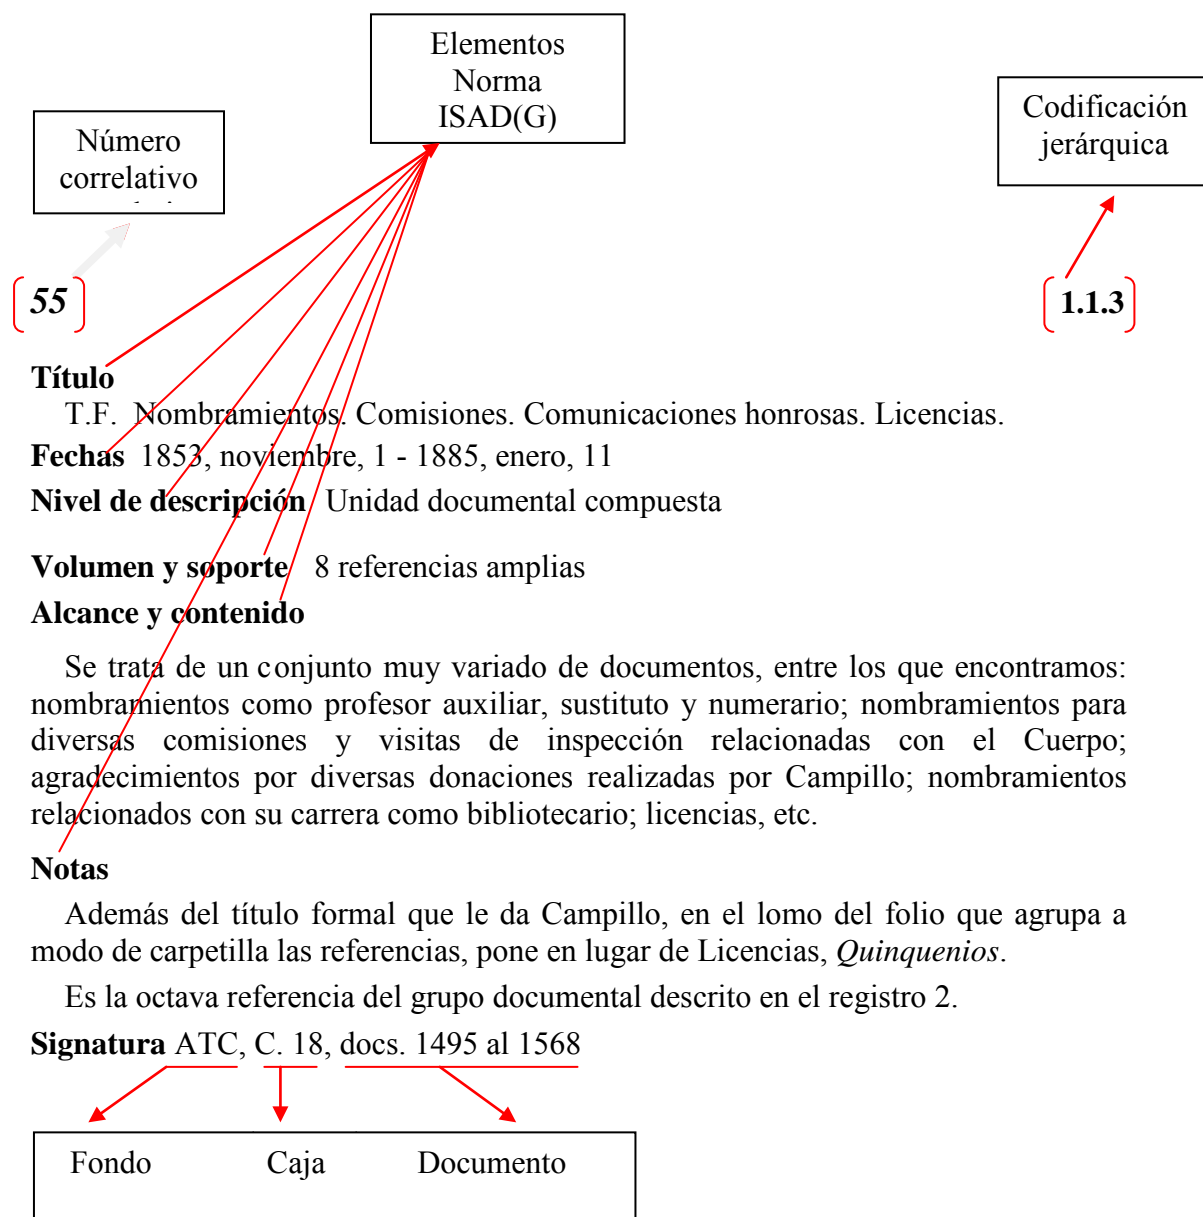 Elementos
Norma
ISAD(G)
Codificación
jerárquica
Número
correlativo
55
1.1.3
Título
T.F. Nombramientos. Comisiones. Comunicaciones honrosas. Licencias.
Fechas 1853, noviembre, 1 - 1885, enero, 11
Nivel de descripción Unidad documental compuesta
Volumen y soporte 8 referencias amplias
Alcance y contenido
Se trata de un conjunto muy variado de documentos, entre los que encontramos:
nombramientos como profesor auxiliar, sustituto y numerario; nombramientos para
diversas comisiones y visitas de inspección relacionadas con el Cuerpo;
agradecimientos por diversas donaciones realizadas por Campillo; nombramientos
relacionados con su carrera como bibliotecario; licencias, etc.
Notas
Además del título formal que le da Campillo, en el lomo del folio que agrupa a
modo de carpetilla las referencias, pone en lugar de Licencias, Quinquenios.
Es la octava referencia del grupo documental descrito en el registro 2.
Signatura ATC, C. 18, docs. 1495 al 1568
Fondo Caja Documento